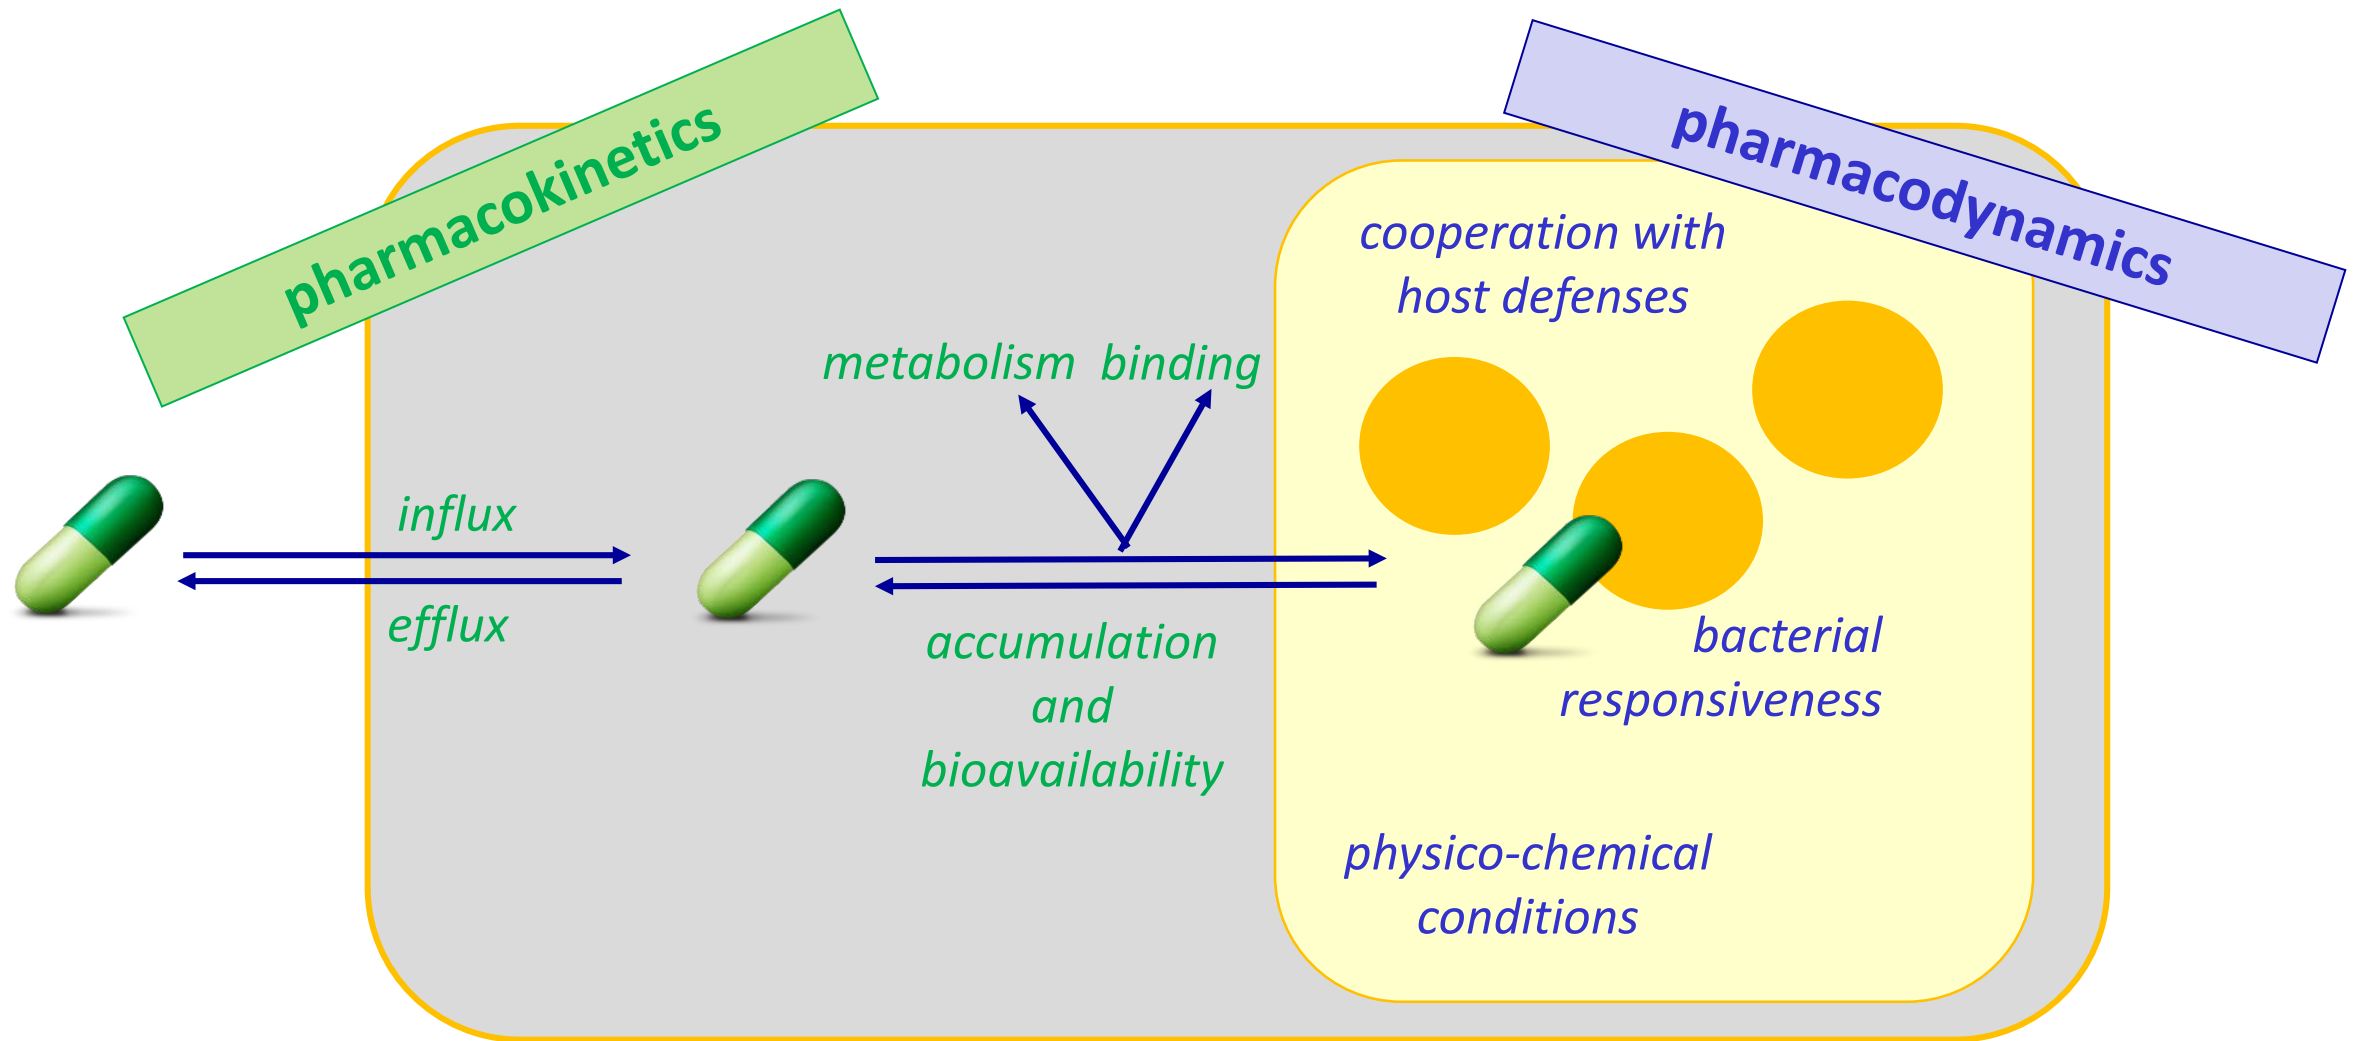 pharmacokinetics
pharmacodynamics
cooperation with
host defenses
metabolism binding
influx
efflux
accumulation
and
bioavailability
bacterial
responsiveness
physico-chemical
conditions